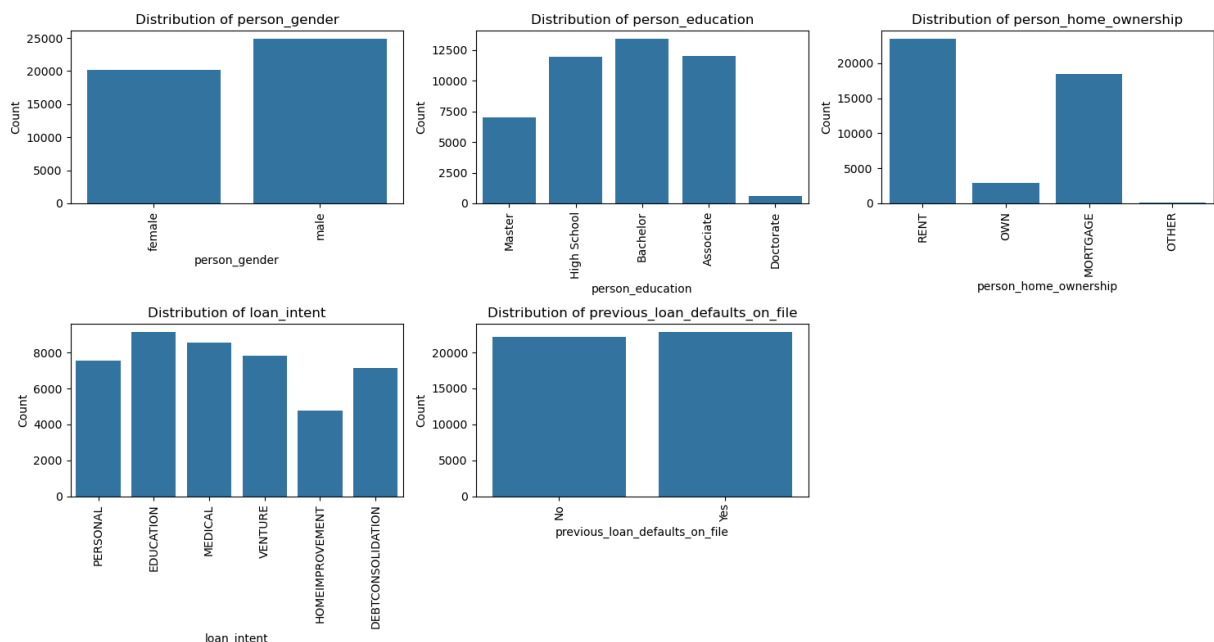 Distribution of person_gender
Count
25000
20000
15000
10000
5000
0
female
male
person_gender
Distribution of person_education
Count
12500
10000
7500
5000
2500
0
Master
High School
Bachelor
Associate
Doctorate
person_education
Distribution of person_home_ownership
Count
20000
15000
10000
5000
0
RENT
OWN
MORTGAGE
OTHER
person_home_ownership
Distribution of loan_intent
Count
8000
6000
4000
2000
0
PERSONAL
EDUCATION
MEDICAL
VENTURE
HOMEIMPROVEMENT
DEBTCONSOLIDATION
loan_intent
Distribution of previous_loan_defaults_on_file
Count
20000
15000
10000
5000
0
No
Yes
previous_loan_defaults_on_file